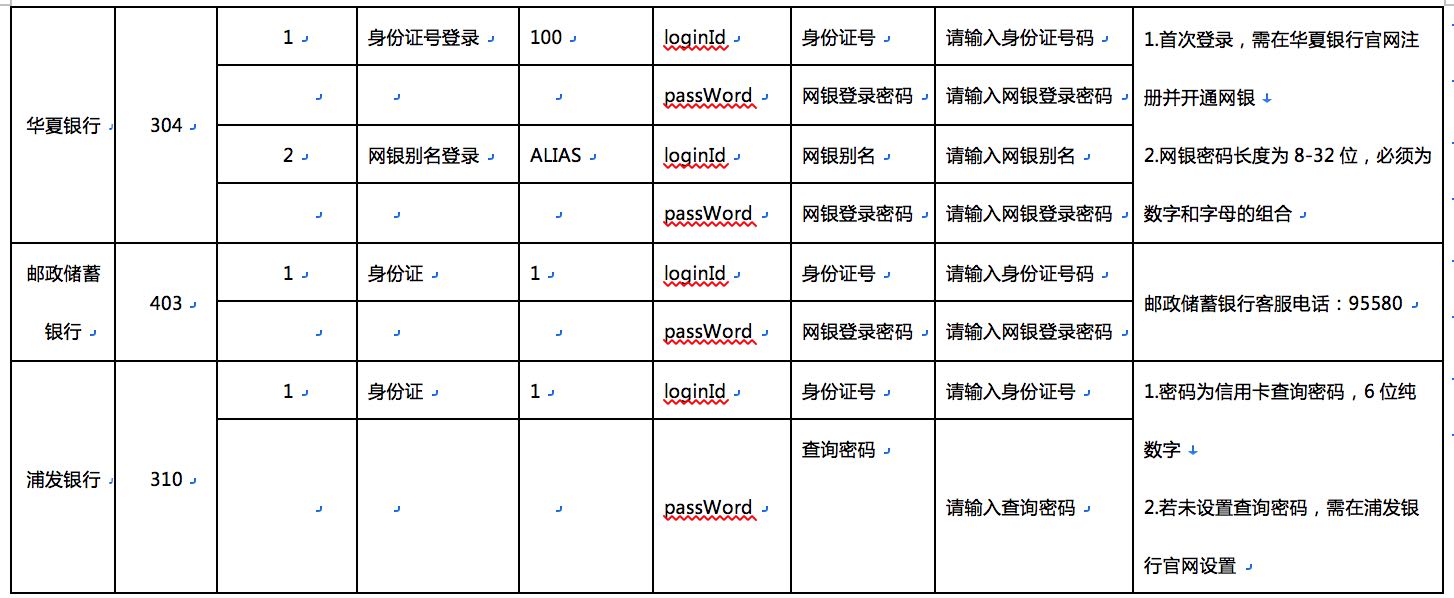 华夏银行 304 1 身份证号登录 100 loginId 身份证号 请输入身份证号码 1.首次登录，需在华夏银行官网注
passWord 网银登录密码 请输入网银登录密码 册并开通网银
2 网银别名登录 ALIAS loginId 网银别名 请输入网银别名 2.网银密码长度为 8-32 位，必须为
passWord 网银登录密码 请输入网银登录密码 数字和字母的组合
邮政储蓄 403 1 身份证 1 loginId 身份证号 请输入身份证号码 邮政储蓄银行客服电话：95580
银行 passWord 网银登录密码 请输入网银登录密码
浦发银行 310 1 身份证 1 loginId 身份证号 请输入身份证号 1.密码为信用卡查询密码，6 位纯
查询密码 数字
passWord 请输入查询密码 2.若未设置查询密码，需在浦发银
行官网设置